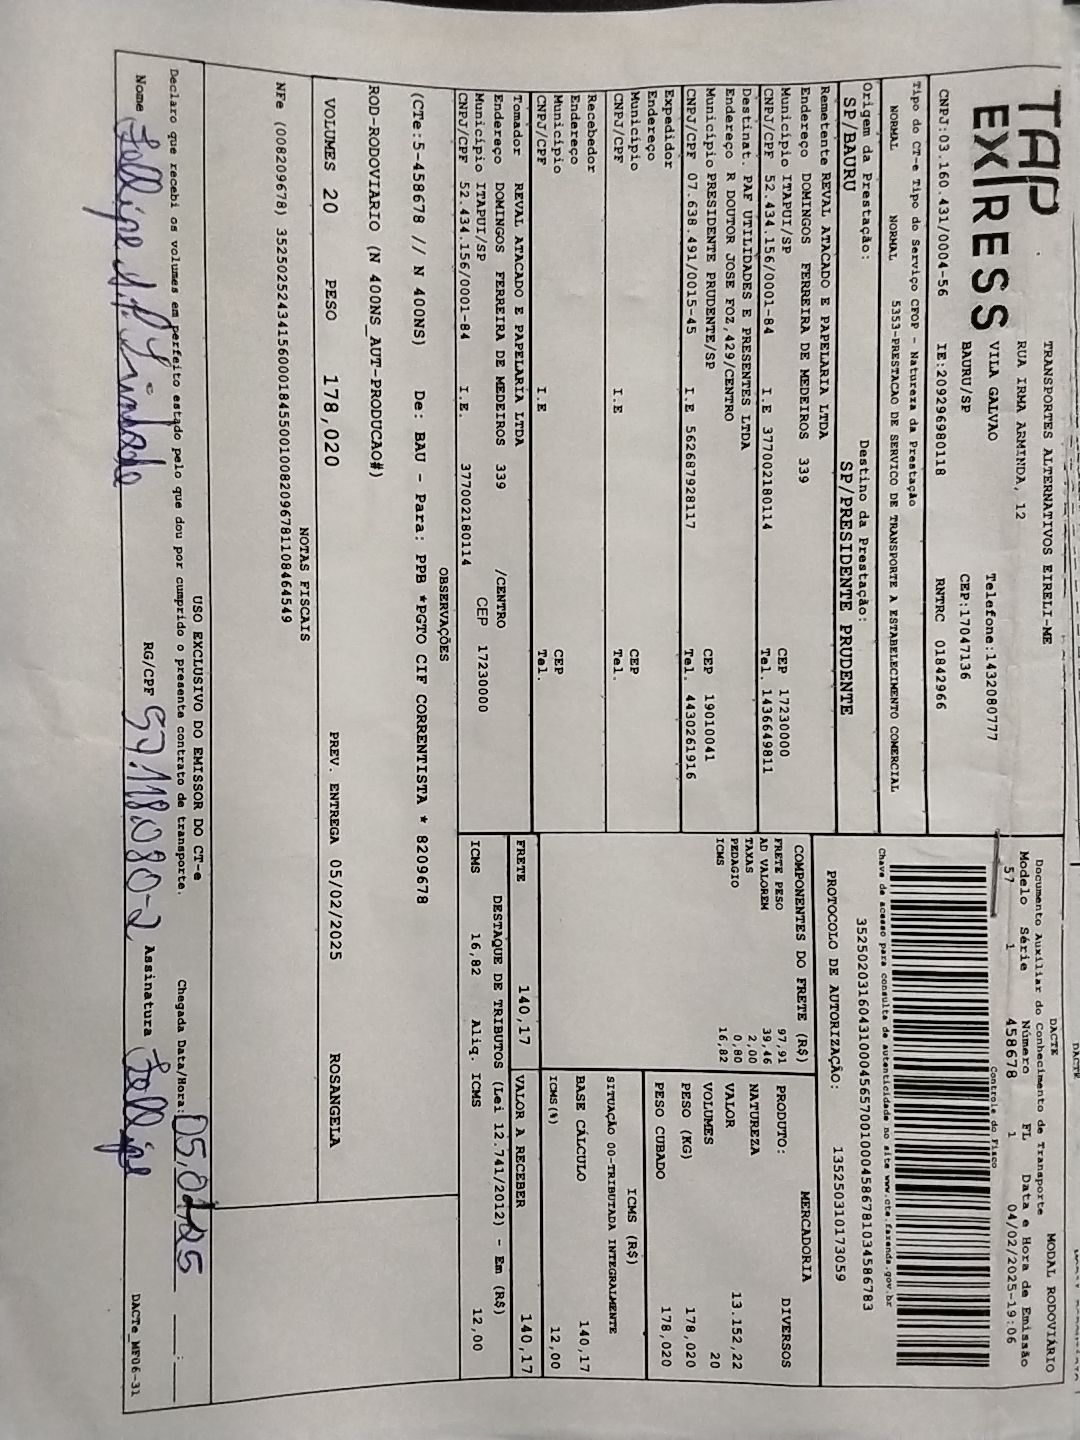 TAP EXPRESS
TRANSPORTES ALTERNATIVOS EIRELI-ME
RUA IRMA ARMINDA, 12
VILA GALVAO Telefone:1432080777
BAURU/SP CEP:17047136
CNPJ:03.160.431/0004-56 IE:209296980118 RNTRC 01842966
DACTE MODAL RODOVIÁRIO
Documento Auxiliar do Conhecimento de Transporte
Modelo Série Número FL Data e Hora de Emissão
57 1 458678 1 04/02/2025-19:06
Controle do Fisco
Chave de acesso para consulta de autenticidade no site www.cte.fazenda.gov.br
35250203160431000456570010004586781034586783
PROTOCOLO DE AUTORIZAÇÃO: 135250310173059
Tipo do CT-e Tipo do Serviço CFOP - Natureza da Prestação
NORMAL NORMAL 5353-PRESTACAO DE SERVICO DE TRANSPORTE A ESTABELECIMENTO COMERCIAL
Origem da Prestação: Destino da Prestação:
SP/BAURU SP/PRESIDENTE PRUDENTE
Remetente REVAL ATACADO E PAPELARIA LTDA
Endereço DOMINGOS FERREIRA DE MEDEIROS 339
Município ITAPUI/SP CEP 17230000
CNPJ/CPF 52.434.156/0001-84 I.E 377002180114 Tel. 1436649811
Destinat. PAF UTILIDADES E PRESENTES LTDA
Endereço R DOUTOR JOSE FOZ,429/CENTRO
Município PRESIDENTE PRUDENTE/SP CEP 19010041
CNPJ/CPF 07.638.491/0015-45 I.E 562687928117 Tel. 4430261916
Expedidor
Endereço
Município CEP
CNPJ/CPF I.E Tel.
Recebedor
Endereço
Município CEP
CNPJ/CPF I.E Tel.
Tomador REVAL ATACADO E PAPELARIA LTDA
Endereço DOMINGOS FERREIRA DE MEDEIROS 339 /CENTRO
Município ITAPUI/SP CEP 17230000
CNPJ/CPF 52.434.156/0001-84 I.E. 377002180114
COMPONENTES DO FRETE (R$)
FRETE PESO 97,91
AD VALOREM 39,46
TAXAS 2,00
PEDAGIO 0,80
ICMS 16,82
MERCADORIA
PRODUTO: DIVERSOS
NATUREZA
VALOR 13.152,22
VOLUMES 20
PESO (KG) 178,020
PESO CUBADO 178,020
ICMS (R$)
SITUAÇÃO 00-TRIBUTADA INTEGRALMENTE
BASE CÁLCULO 140,17
ICMS(%) 12,00
FRETE 140,17 VALOR A RECEBER 140,17
DESTAQUE DE TRIBUTOS (Lei 12.741/2012) - Em (R$)
ICMS 16,82 Aliq. ICMS 12,00
OBSERVAÇÕES
(CTe:5-458678 // N 400NS) De: BAU - Para: PPB *PGTO CIF CORRENTISTA * 8209678
ROD-RODOVIARIO (N 400NS_AUT-PRODUCAO#)
VOLUMES 20 PESO 178,020 PREV. ENTREGA 05/02/2025 ROSANGELA
NOTAS FISCAIS
NFe (008209678) 35250252434156000184550010082096781108464549
USO EXCLUSIVO DO EMISSOR DO CT-e
Declaro que recebi os volumes em perfeito estado pelo que dou por cumprido o presente contrato de transporte. Chegada Data/Hora: 05,02,25 :
Nome Fellipe A.P. Trindade RG/CPF 59.118.080-2 Assinatura Fellipe
DACTe_MF06-31